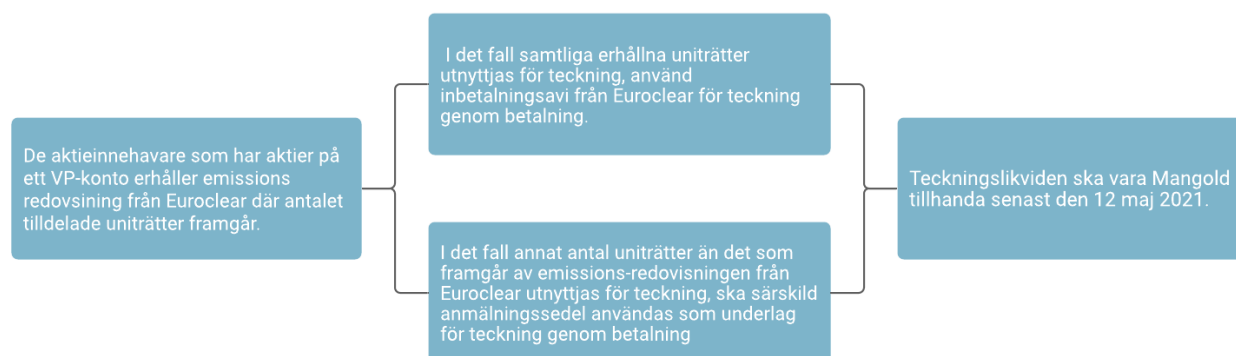 De aktieinnehavare som har aktier på
ett VP-konto erhåller emissions
redovsining från Euroclear där antalet
tilldelade uniträtter framgår.
I det fall samtliga erhållna uniträtter
utnyttjas för teckning, använd
inbetalningsavi från Euroclear för teckning
genom betalning.
I det fall annat antal uniträtter än det som
framgår av emissions-redovisningen från
Euroclear utnyttjas för teckning, ska särskild
anmälningssedel användas som underlag
för teckning genom betalning
Teckningslikviden ska vara Mangold
tillhanda senast den 12 maj 2021.